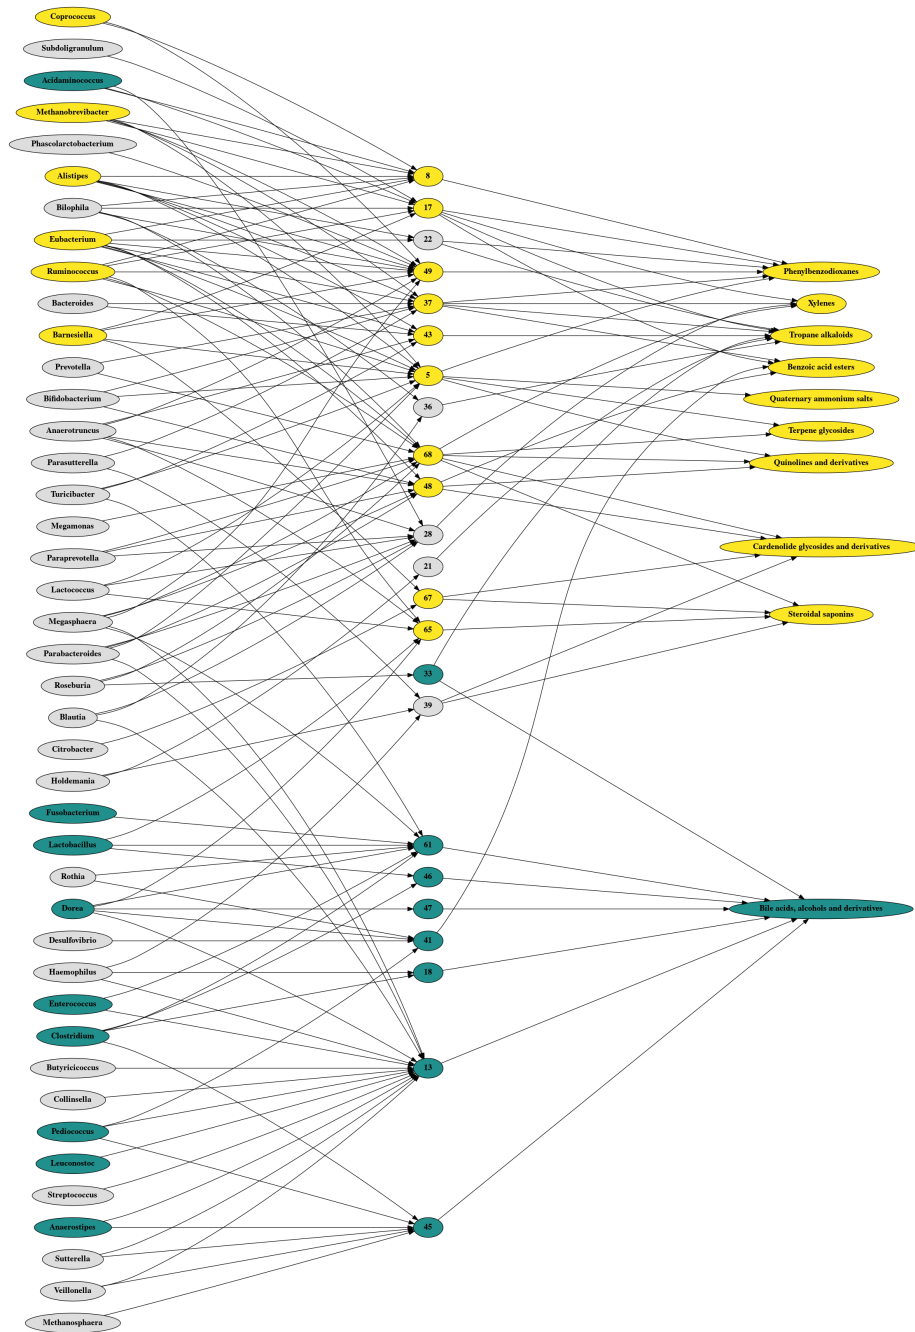 Coprococcus
Subdoligranulum
Acidaminococcus
Methanobrevibacter
Phascolarctobacterium
Alistipes
Bilophila
Eubacterium
Ruminococcus
Bacteroides
Barnesiella
Prevotella
Bifidobacterium
Anaerotruncus
Parasutterella
Turicibacter
Megamonas
Paraprevotella
Lactococcus
Megasphaera
Parabacteroides
Roseburia
Blautia
Citrobacter
Holdemania
Fusobacterium
Lactobacillus
Rothia
Dorea
Desulfovibrio
Haemophilus
Enterococcus
Clostridium
Butyricicoccus
Collinsella
Pediococcus
Leuconostoc
Streptococcus
Anaerostipes
Sutterella
Veillonella
Methanosphaera
8
17
22
49
37
43
5
36
68
48
28
21
67
65
33
39
61
46
47
41
18
13
45
Phenylbenzodioxanes
Xylenes
Tropane alkaloids
Benzoic acid esters
Quaternary ammonium salts
Terpene glycosides
Quinolines and derivatives
Cardenolide glycosides and derivatives
Steroidal saponins
Bile acids, alcohols and derivatives